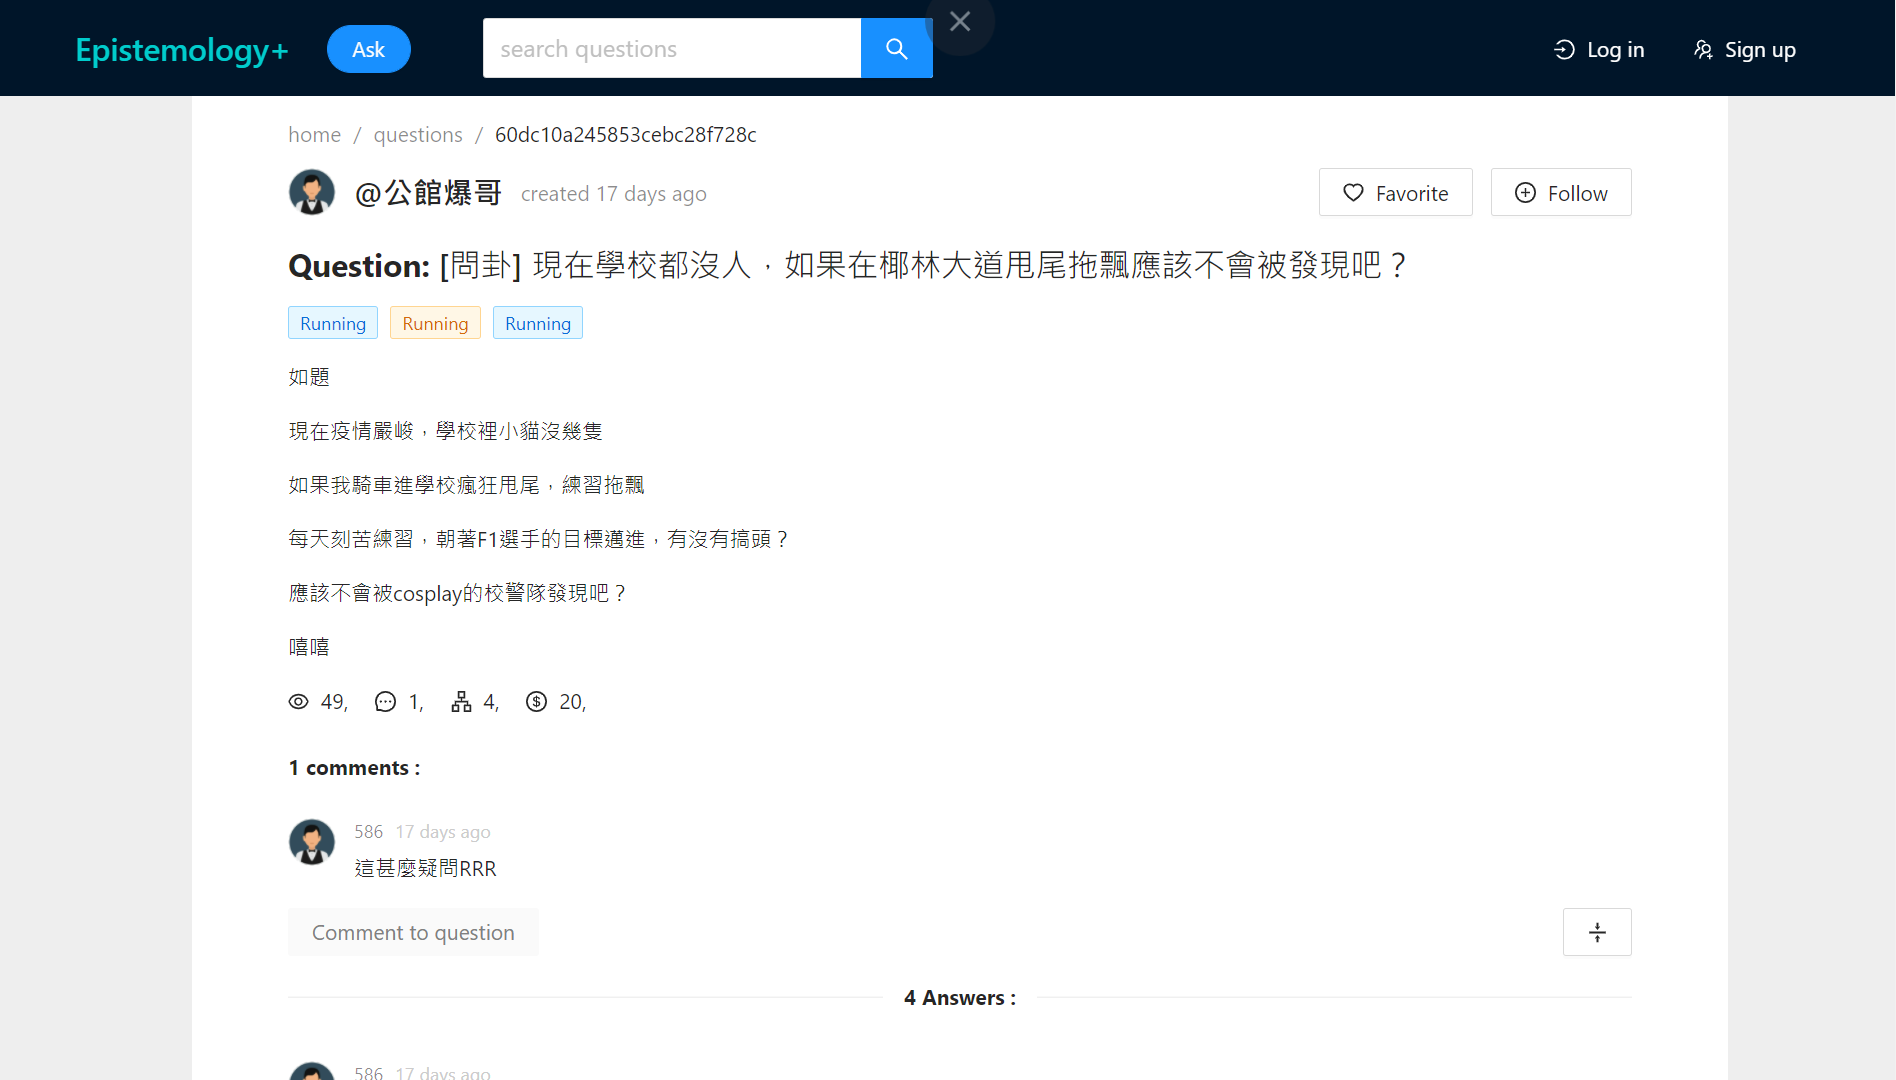 Epistemology+ Ask search questions Log in Sign up
home / questions / 60dc10a245853cebc28f728c
@公館爆哥 created 17 days ago Favorite Follow
Question: [問卦] 現在學校都沒人，如果在椰林大道甩尾拖飄應該不會被發現吧？
Running Running Running
如題
現在疫情嚴峻，學校裡小貓沒幾隻
如果我騎車進學校瘋狂甩尾，練習拖飄
每天刻苦練習，朝著F1選手的目標邁進，有沒有搞頭？
應該不會被cosplay的校警隊發現吧？
嘻嘻
49, 1, 4, 20,
1 comments :
586 17 days ago
這甚麼疑問RRR
Comment to question
4 Answers :
586 17 days ago